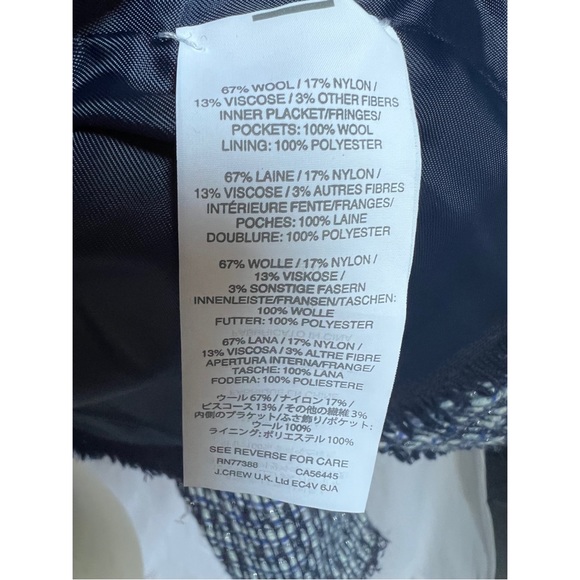 67% WOOL / 17% NYLON /
13% VISCOSE / 3% OTHER FIBERS
INNER PLACKET/FRINGES/
POCKETS: 100% WOOL
LINING: 100% POLYESTER
67% LAINE / 17% NYLON /
13% VISCOSE / 3% AUTRES FIBRES
INTÉRIEURE FENTE/FRANGES/
POCHES: 100% LAINE
DOUBLURE: 100% POLYESTER
67% WOLLE / 17% NYLON /
13% VISKOSE /
3% SONSTIGE FASERN
INNENLEISTE/FRANSEN/TASCHEN:
100% WOLLE
FUTTER: 100% POLYESTER
67% LANA / 17% NYLON /
13% VISCOSA / 3% ALTRE FIBRE
APERTURA INTERNA/FRANGE/
TASCHE: 100% LANA
FODERA: 100% POLIESTERE
ウール 67% / ナイロン 17% /
ビスコース 13% / その他の繊維 3%
内側のプラケット/ふさ飾り/ポケット:
ウール 100%
ライニング: ポリエステル 100%
SEE REVERSE FOR CARE
RN77388 CA56445
J.CREW U.K. Ltd EC4V 6JA